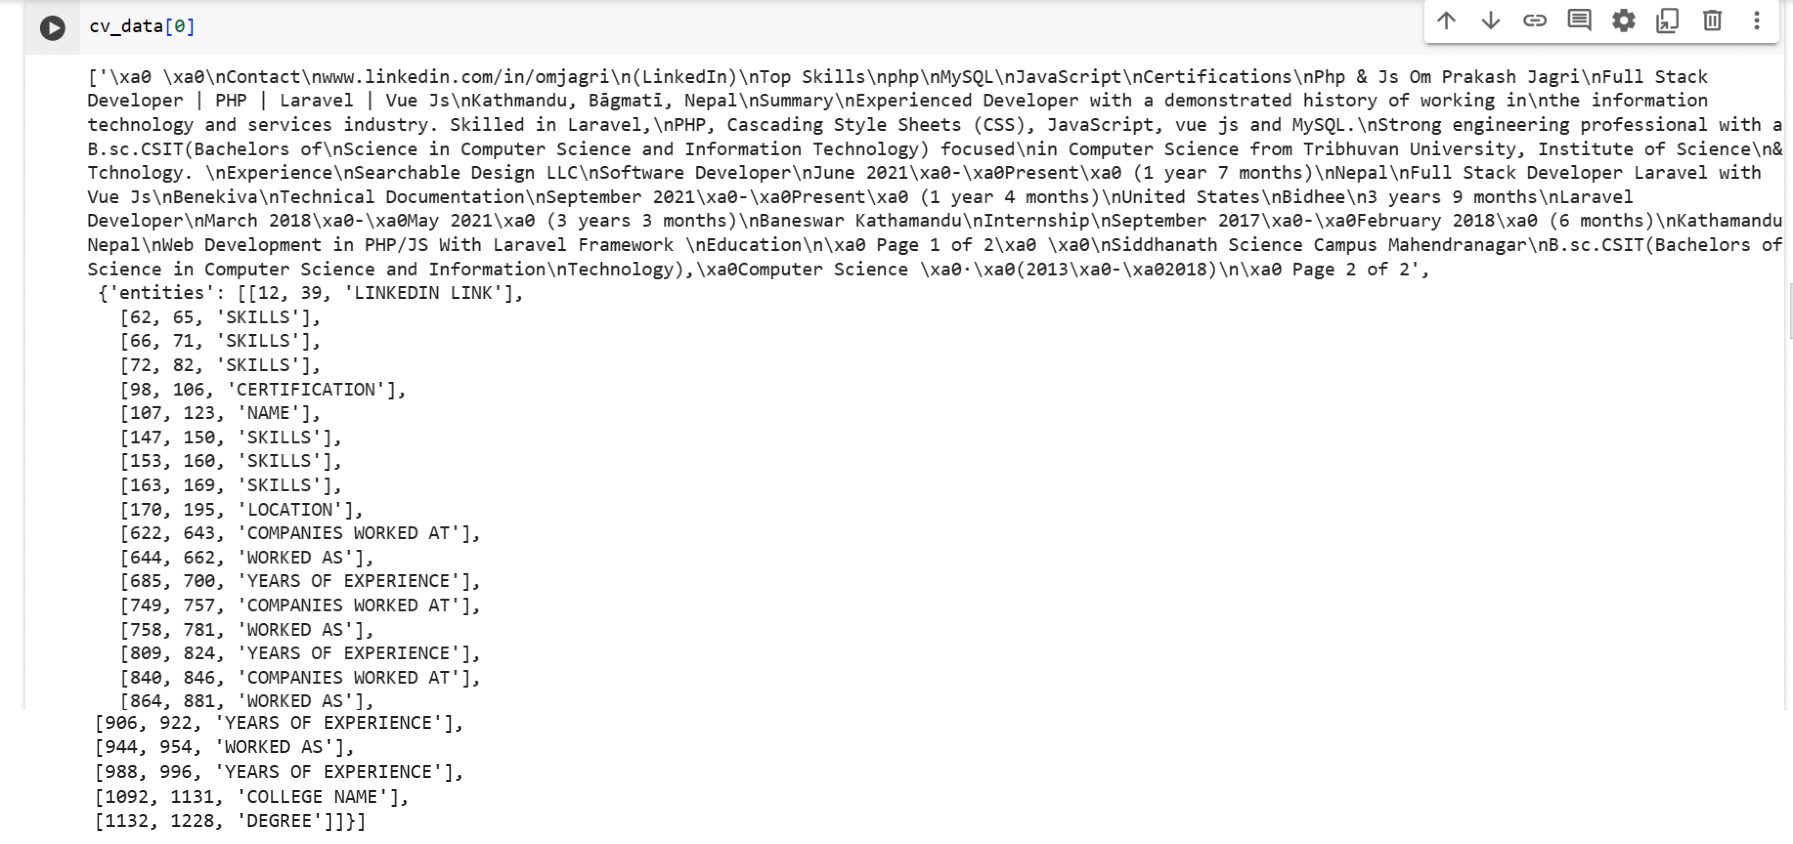 cv_data[0]
['\xa0 \xa0\nContact\nwww.linkedin.com/in/omjagri\n(LinkedIn)\nTop Skills\nphp\nMySQL\nJavaScript\nCertifications\nPhp & Js Om Prakash Jagri\nFull Stack
Developer | PHP | Laravel | Vue Js\nKathmandu, Bāgmatī, Nepal\nSummary\nExperienced Developer with a demonstrated history of working in\nthe information
technology and services industry. Skilled in Laravel,\nPHP, Cascading Style Sheets (CSS), JavaScript, vue js and MySQL.\nStrong engineering professional with a
B.sc.CSIT(Bachelors of\nScience in Computer Science and Information Technology) focused\nin Computer Science from Tribhuvan University, Institute of Science\n&
Tchnology. \nExperience\nSearchable Design LLC\nSoftware Developer\nJune 2021\xa0-\xa0Present\xa0 (1 year 7 months)\nNepal\nFull Stack Developer Laravel with
Vue Js\nBenekiva\nTechnical Documentation\nSeptember 2021\xa0-\xa0Present\xa0 (1 year 4 months)\nUnited States\nBidhee\n3 years 9 months\nLaravel
Developer\nMarch 2018\xa0-\xa0May 2021\xa0 (3 years 3 months)\nBaneswar Kathamandu\nInternship\nSeptember 2017\xa0-\xa0February 2018\xa0 (6 months)\nKathamandu
Nepal\nWeb Development in PHP/JS With Laravel Framework \nEducation\n\xa0 Page 1 of 2\xa0 \xa0\nSiddhanath Science Campus Mahendranagar\nB.sc.CSIT(Bachelors of
Science in Computer Science and Information\nTechnology),\xa0Computer Science \xa0·\xa0(2013\xa0-\xa02018)\n\xa0 Page 2 of 2',
{'entities': [[12, 39, 'LINKEDIN LINK'],
[62, 65, 'SKILLS'],
[66, 71, 'SKILLS'],
[72, 82, 'SKILLS'],
[98, 106, 'CERTIFICATION'],
[107, 123, 'NAME'],
[147, 150, 'SKILLS'],
[153, 160, 'SKILLS'],
[163, 169, 'SKILLS'],
[170, 195, 'LOCATION'],
[622, 643, 'COMPANIES WORKED AT'],
[644, 662, 'WORKED AS'],
[685, 700, 'YEARS OF EXPERIENCE'],
[749, 757, 'COMPANIES WORKED AT'],
[758, 781, 'WORKED AS'],
[809, 824, 'YEARS OF EXPERIENCE'],
[840, 846, 'COMPANIES WORKED AT'],
[864, 881, 'WORKED AS'],
[906, 922, 'YEARS OF EXPERIENCE'],
[944, 954, 'WORKED AS'],
[988, 996, 'YEARS OF EXPERIENCE'],
[1092, 1131, 'COLLEGE NAME'],
[1132, 1228, 'DEGREE']]}]